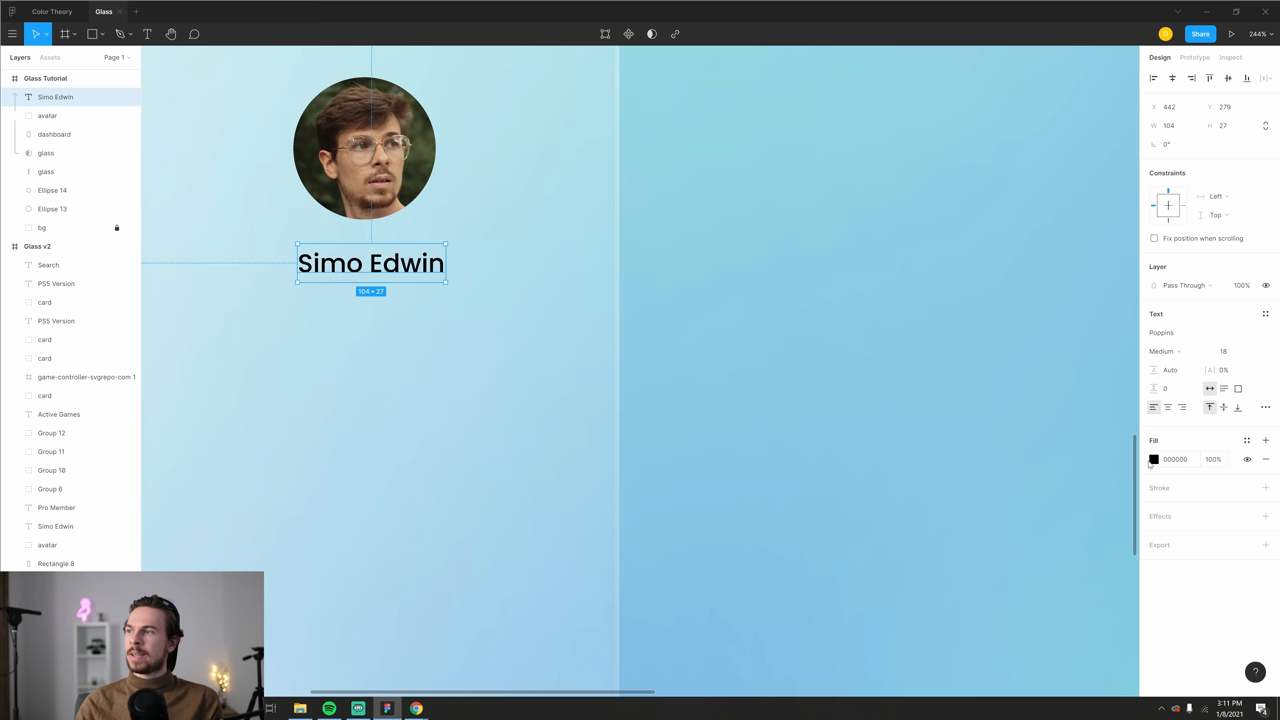 Color Theory
Glass
Share
244%
Layers
Assets
Page 1
Glass Tutorial
Simo Edwin
avatar
dashboard
glass
glass
Ellipse 14
Ellipse 13
bg
Glass v2
Search
PS5 Version
card
PS5 Version
card
card
game-controller-svgrepo-com 1
card
Active Games
Group 12
Group 11
Group 10
Group 6
Pro Member
Simo Edwin
avatar
Rectangle 8
Simo Edwin
104 × 27
D
Design
Prototype
Inspect
X 442 Y 279
W 104 H 27
0°
Constraints
Left
Top
Fix position when scrolling
Layer
Pass Through 100%
Text
Poppins
Medium 18
Auto |A| 0%
0
Fill
000000 100%
Stroke
Effects
Export
?
3:11 PM
1/8/2021
4